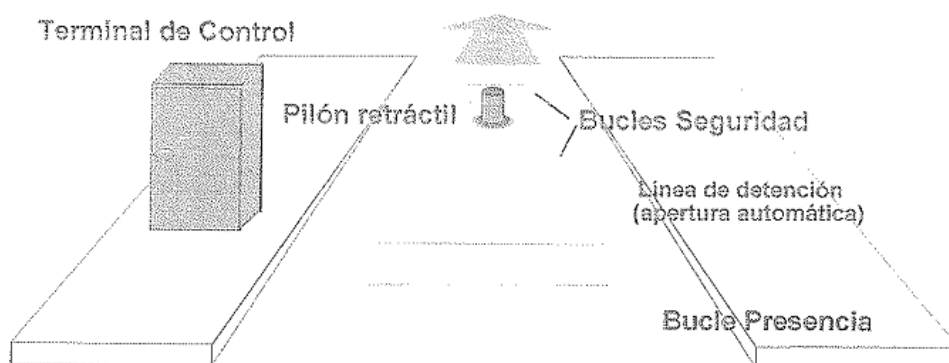 Terminal de Control
Pilón retráctil
Bucles Seguridad
Línea de detención
(apertura automática)
Bucle Presencia